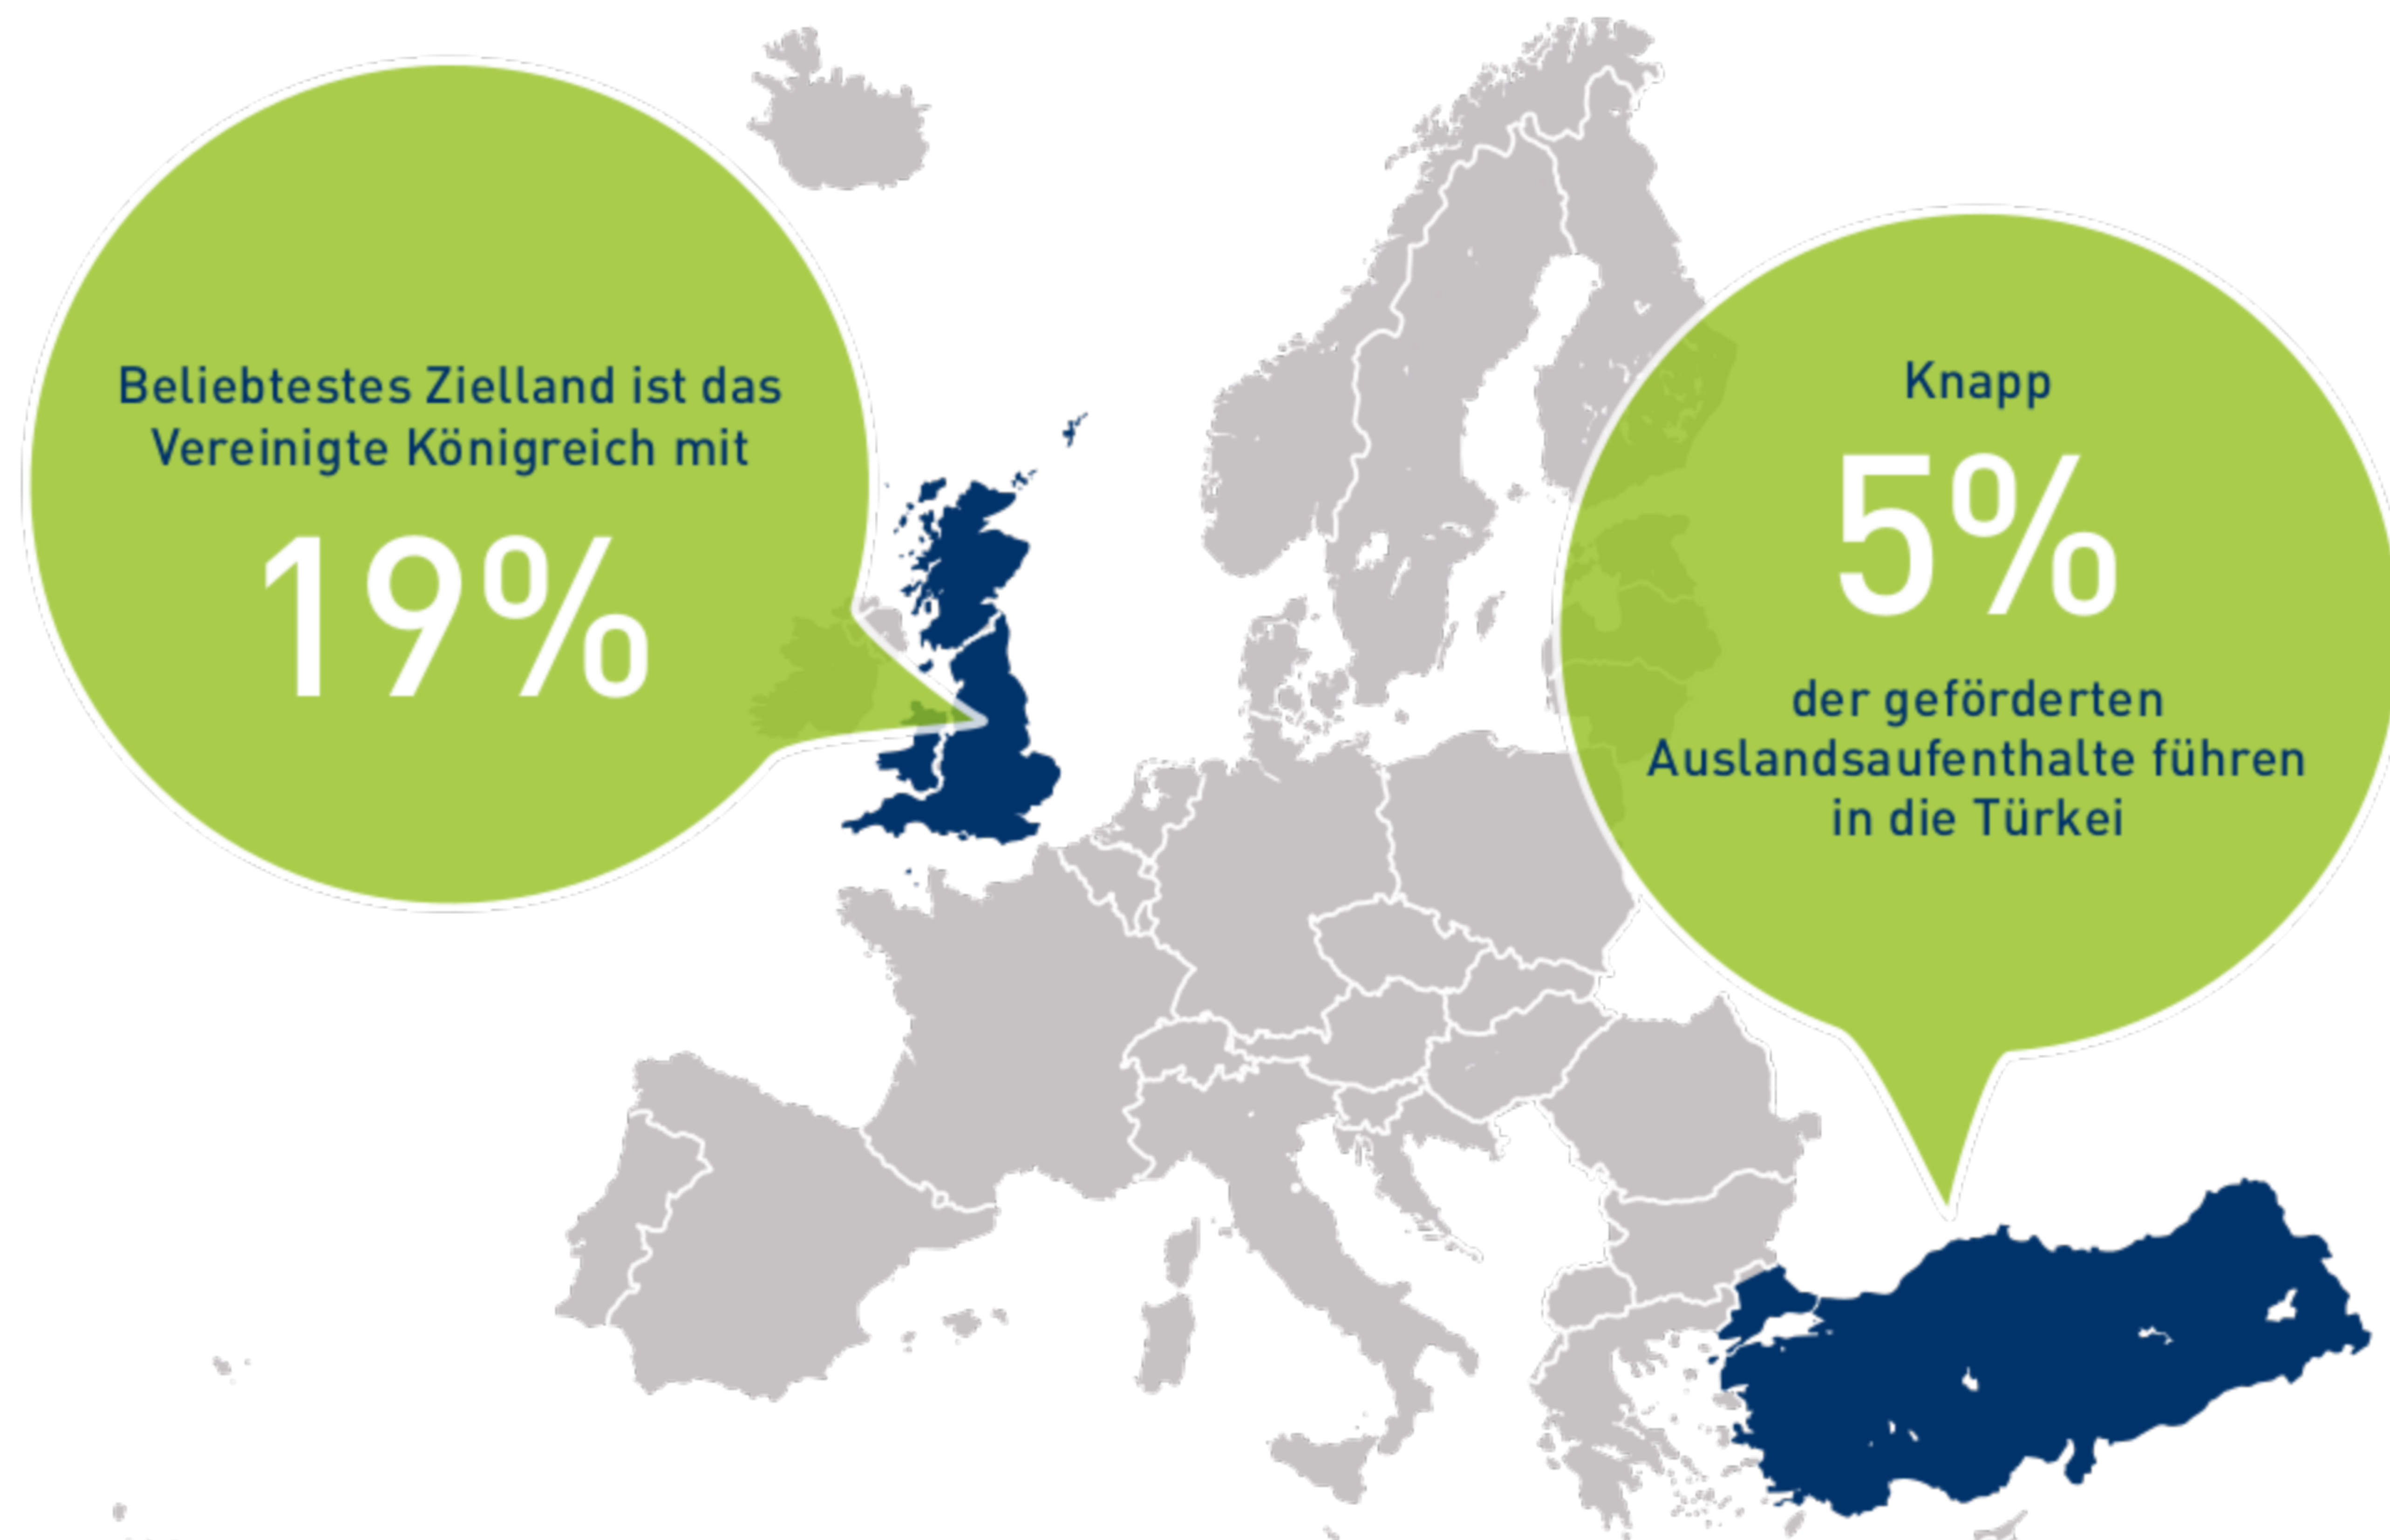 Beliebtestes Zielland ist das
Vereinigte Königreich mit
19%
Knapp
5%
der geförderten
Auslandsaufenthalte führen
in die Türkei